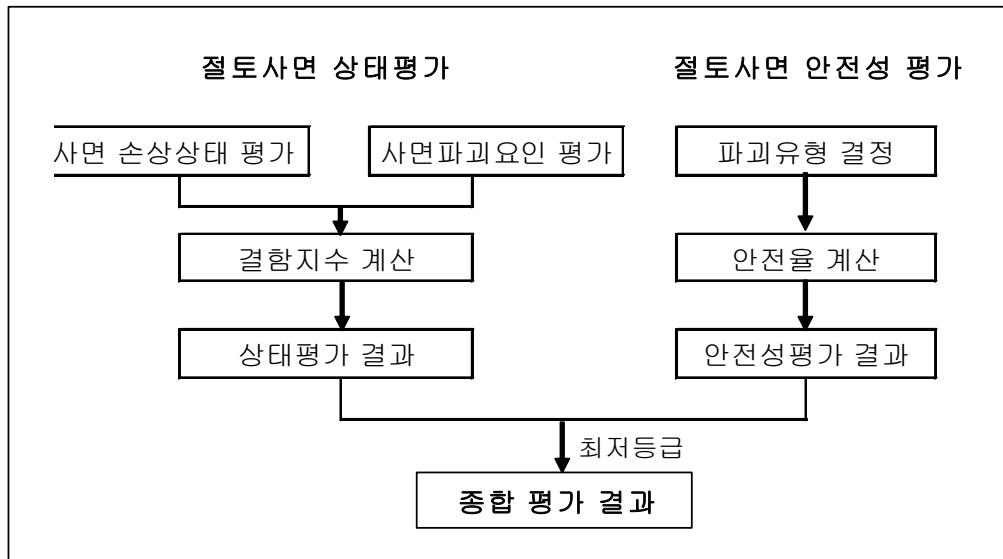 절토사면 상태평가
절토사면 안전성 평가
사면 손상상태 평가
사면파괴요인 평가
파괴유형 결정
결함지수 계산
안전율 계산
상태평가 결과
안전성평가 결과
최저등급
종합 평가 결과